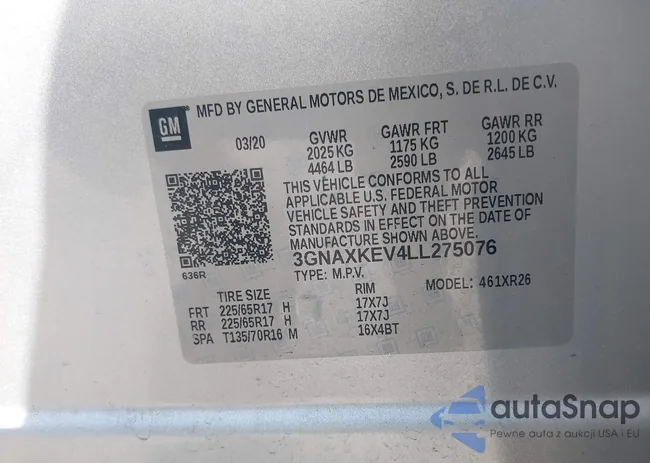 GM
MFD BY GENERAL MOTORS DE MEXICO, S. DE R.L. DE C.V.
03/20 GVWR GAWR FRT GAWR RR
2025 KG 1175 KG 1200 KG
4464 LB 2590 LB 2645 LB
THIS VEHICLE CONFORMS TO ALL
APPLICABLE U.S. FEDERAL MOTOR
VEHICLE SAFETY AND THEFT PREVENTION
STANDARDS IN EFFECT ON THE DATE OF
MANUFACTURE SHOWN ABOVE.
3GNAXKEV4LL275076
636R
TYPE: M.P.V. MODEL: 461XR26
TIRE SIZE RIM
FRT 225/65R17 H 17X7J
RR 225/65R17 H 17X7J
SPA T135/70R16 M 16X4BT
autaSnap
Pewne auta z aukcji USA i EU